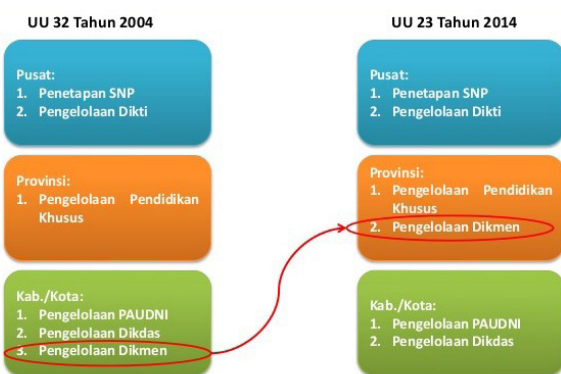 UU 32 Tahun 2004
Pusat:
1. Penetapan SNP
2. Pengelolaan Dikti
Provinsi:
1. Pengelolaan Pendidikan
Khusus
Kab./Kota:
1. Pengelolaan PAUDNI
2. Pengelolaan Dikdas
3. Pengelolaan Dikmen
UU 23 Tahun 2014
Pusat:
1. Penetapan SNP
2. Pengelolaan Dikti
Provinsi:
1. Pengelolaan Pendidikan
Khusus
2. Pengelolaan Dikmen
Kab./Kota:
1. Pengelolaan PAUDNI
2. Pengelolaan Dikdas